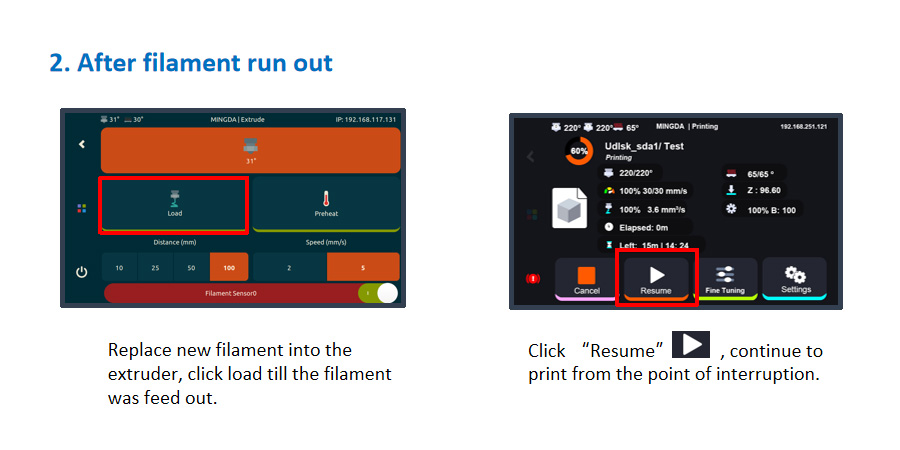 2. After filament run out
31° 30° MINGDA | Extrude IP: 192.168.117.131
31°
Load Preheat
Distance (mm) Speed (mm/s)
10 25 50 100 2 5
Filament Sensor0
220° 220° 65° MINGDA | Printing 192.168.251.121
60% Udisk_sda1/ Test
Printing
220/220° 65/65 °
100% 30/30 mm/s Z : 96.60
100% 3.6 mm³/s 100% B: 100
Elapsed: 0m
Left: 15m | 14: 24
Cancel Resume Fine Tuning Settings
Replace new filament into the
extruder, click load till the filament
was feed out.
Click “Resume” , continue to
print from the point of interruption.